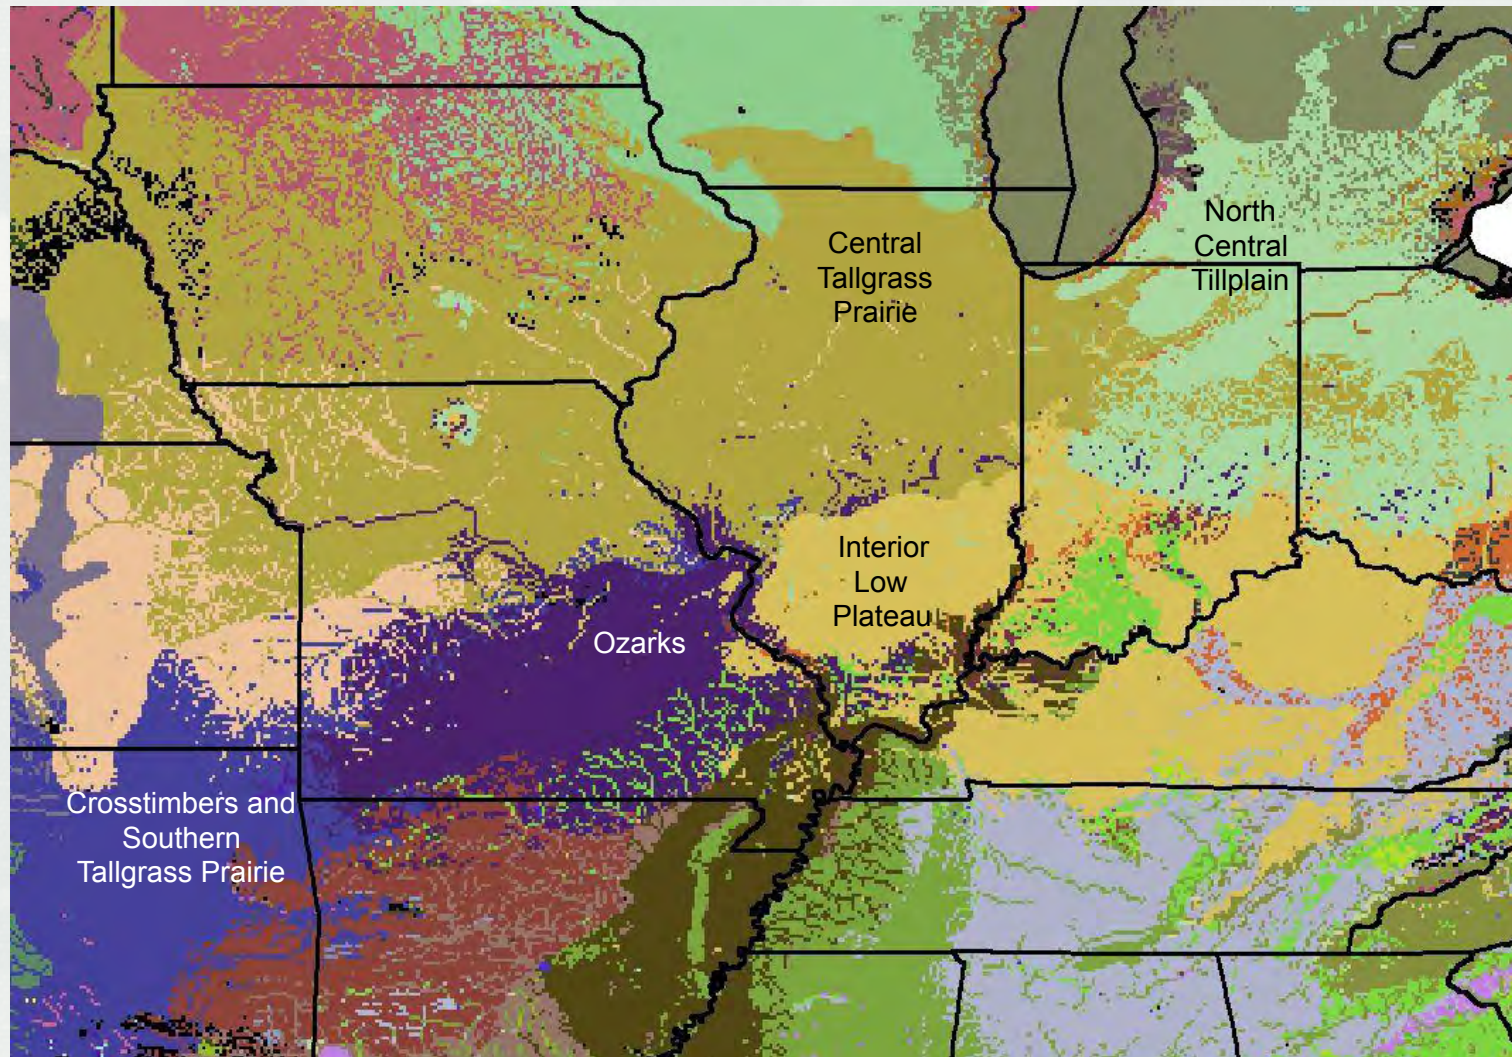 North
Central
Tillplain
Central
Tallgrass
Prairie
Interior
Low
Plateau
Ozarks
Crosstimbers and
Southern
Tallgrass Prairie